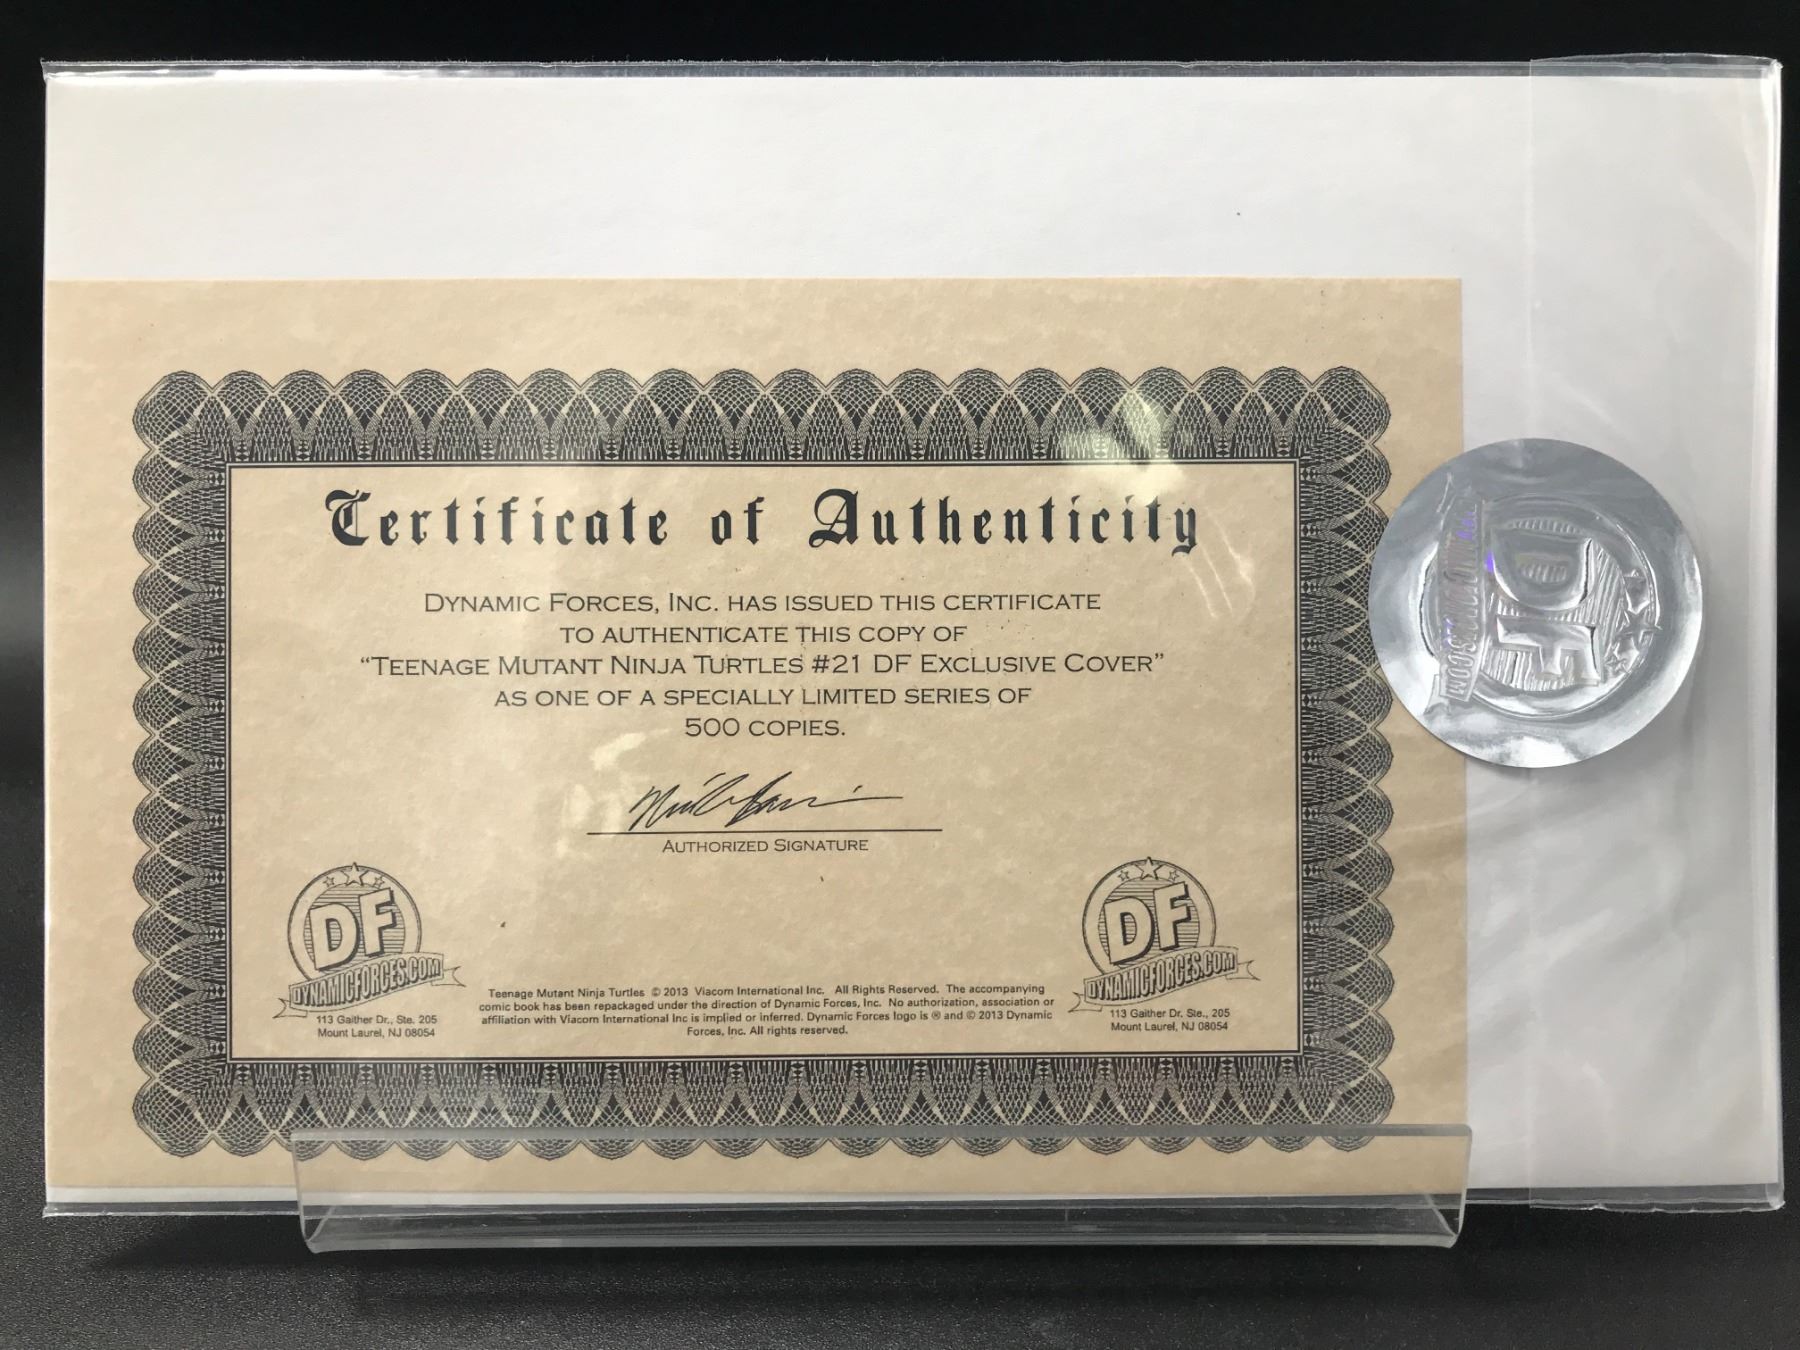 Certificate of Authenticity
DYNAMIC FORCES, INC. HAS ISSUED THIS CERTIFICATE
TO AUTHENTICATE THIS COPY OF
“TEENAGE MUTANT NINJA TURTLES #21 DF EXCLUSIVE COVER”
AS ONE OF A SPECIALLY LIMITED SERIES OF
500 COPIES.
AUTHORIZED SIGNATURE
DF
DYNAMICFORCES.COM
113 Gaither Dr., Ste. 205
Mount Laurel, NJ 08054
Teenage Mutant Ninja Turtles © 2013 Viacom International Inc. All Rights Reserved. The accompanying
comic book has been repackaged under the direction of Dynamic Forces, Inc. No authorization, association or
affiliation with Viacom International Inc is implied or inferred. Dynamic Forces logo is ® and © 2013 Dynamic
Forces, Inc. All rights reserved.
DF
DYNAMICFORCES.COM
113 Gaither Dr. Ste., 205
Mount Laurel, NJ 08054
DF